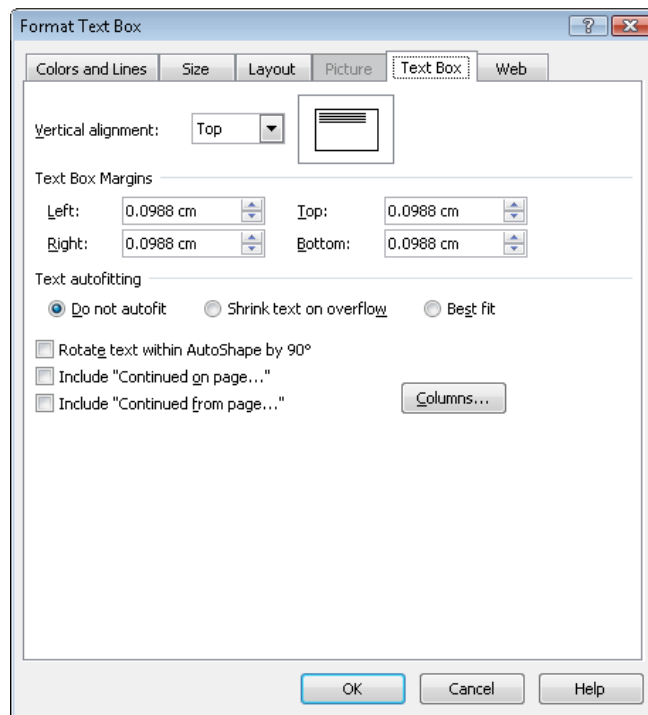 Format Text Box
Colors and Lines Size Layout Picture Text Box Web
Vertical alignment: Top
Text Box Margins
Left: 0.0988 cm Top: 0.0988 cm
Right: 0.0988 cm Bottom: 0.0988 cm
Text autofitting
Do not autofit Shrink text on overflow Best fit
Rotate text within AutoShape by 90°
Include "Continued on page..."
Include "Continued from page..." Columns...
OK Cancel Help